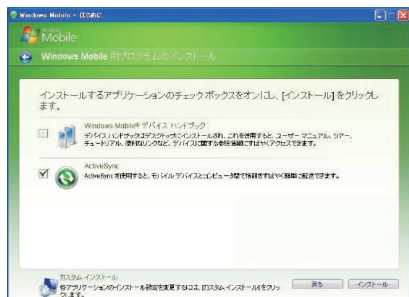 Windows Mobile - はじめに
Windows
Mobile
Windows Mobile 用プログラムのインストール
インストールするアプリケーションのチェック ボックスをオンにし、[インストール] をクリックし
ます。
Windows Mobile® デバイス ハンドブック
デバイス ハンドブックはデスクトップにインストールされ、これを使用すると、ユーザー マニュアル、ツアー、
チュートリアル、便利なリンクなど、デバイスに関する参照情報にすばやくアクセスできます。
ActiveSync
ActiveSync を使用すると、モバイル デバイスとコンピュータ間で情報をすばやく簡単に転送できます。
カスタム インストール
各アプリケーションのインストール設定を変更するには、[カスタム インストール] をクリッ
クします。
戻る
インストール